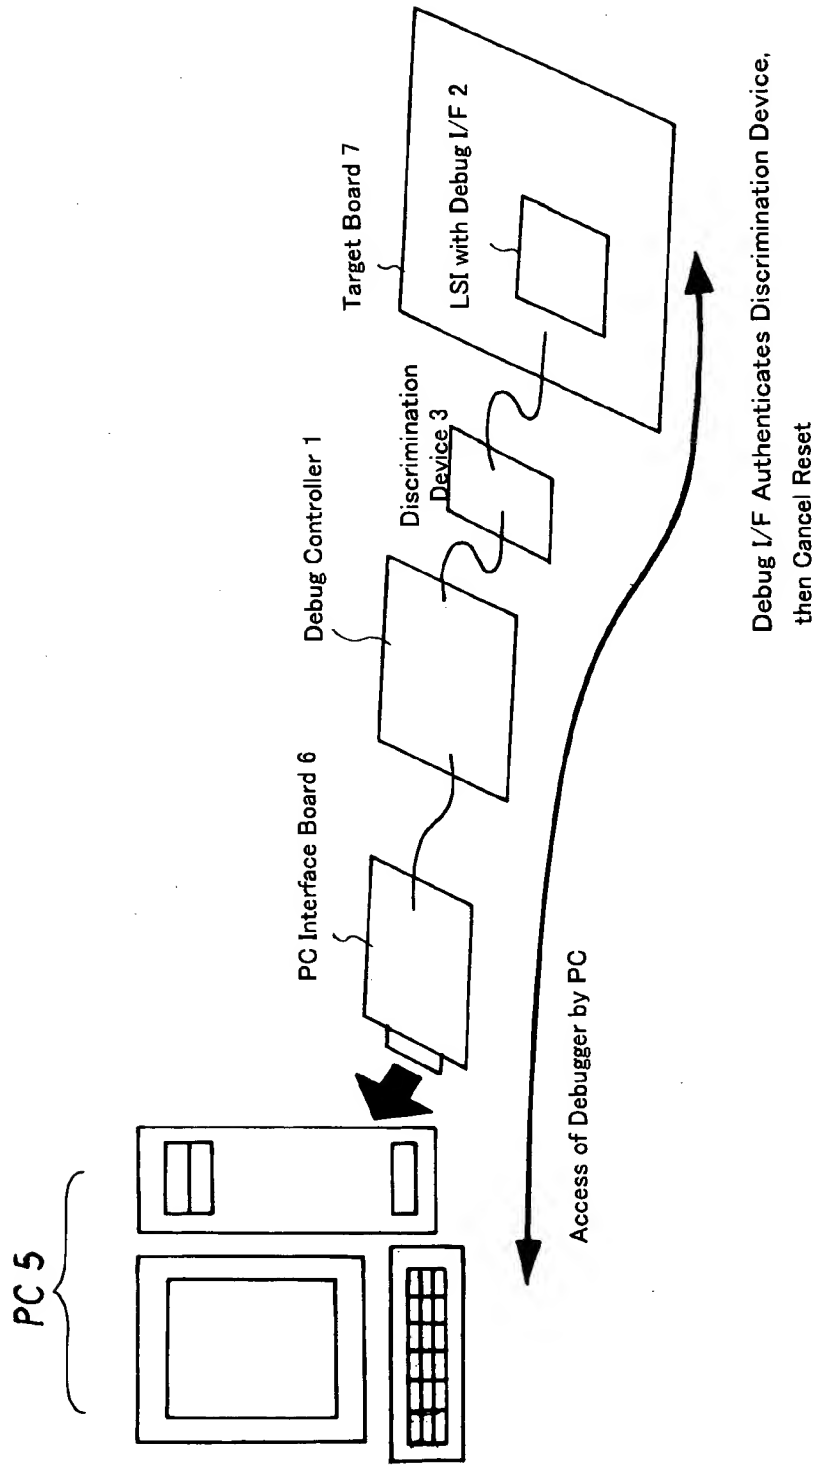 PC 5
PC Interface Board 6
Debug Controller 1
Discrimination
Device 3
Target Board 7
LSI with Debug I/F 2
Access of Debugger by PC
Debug I/F Authenticates Discrimination Device,
then Cancel Reset